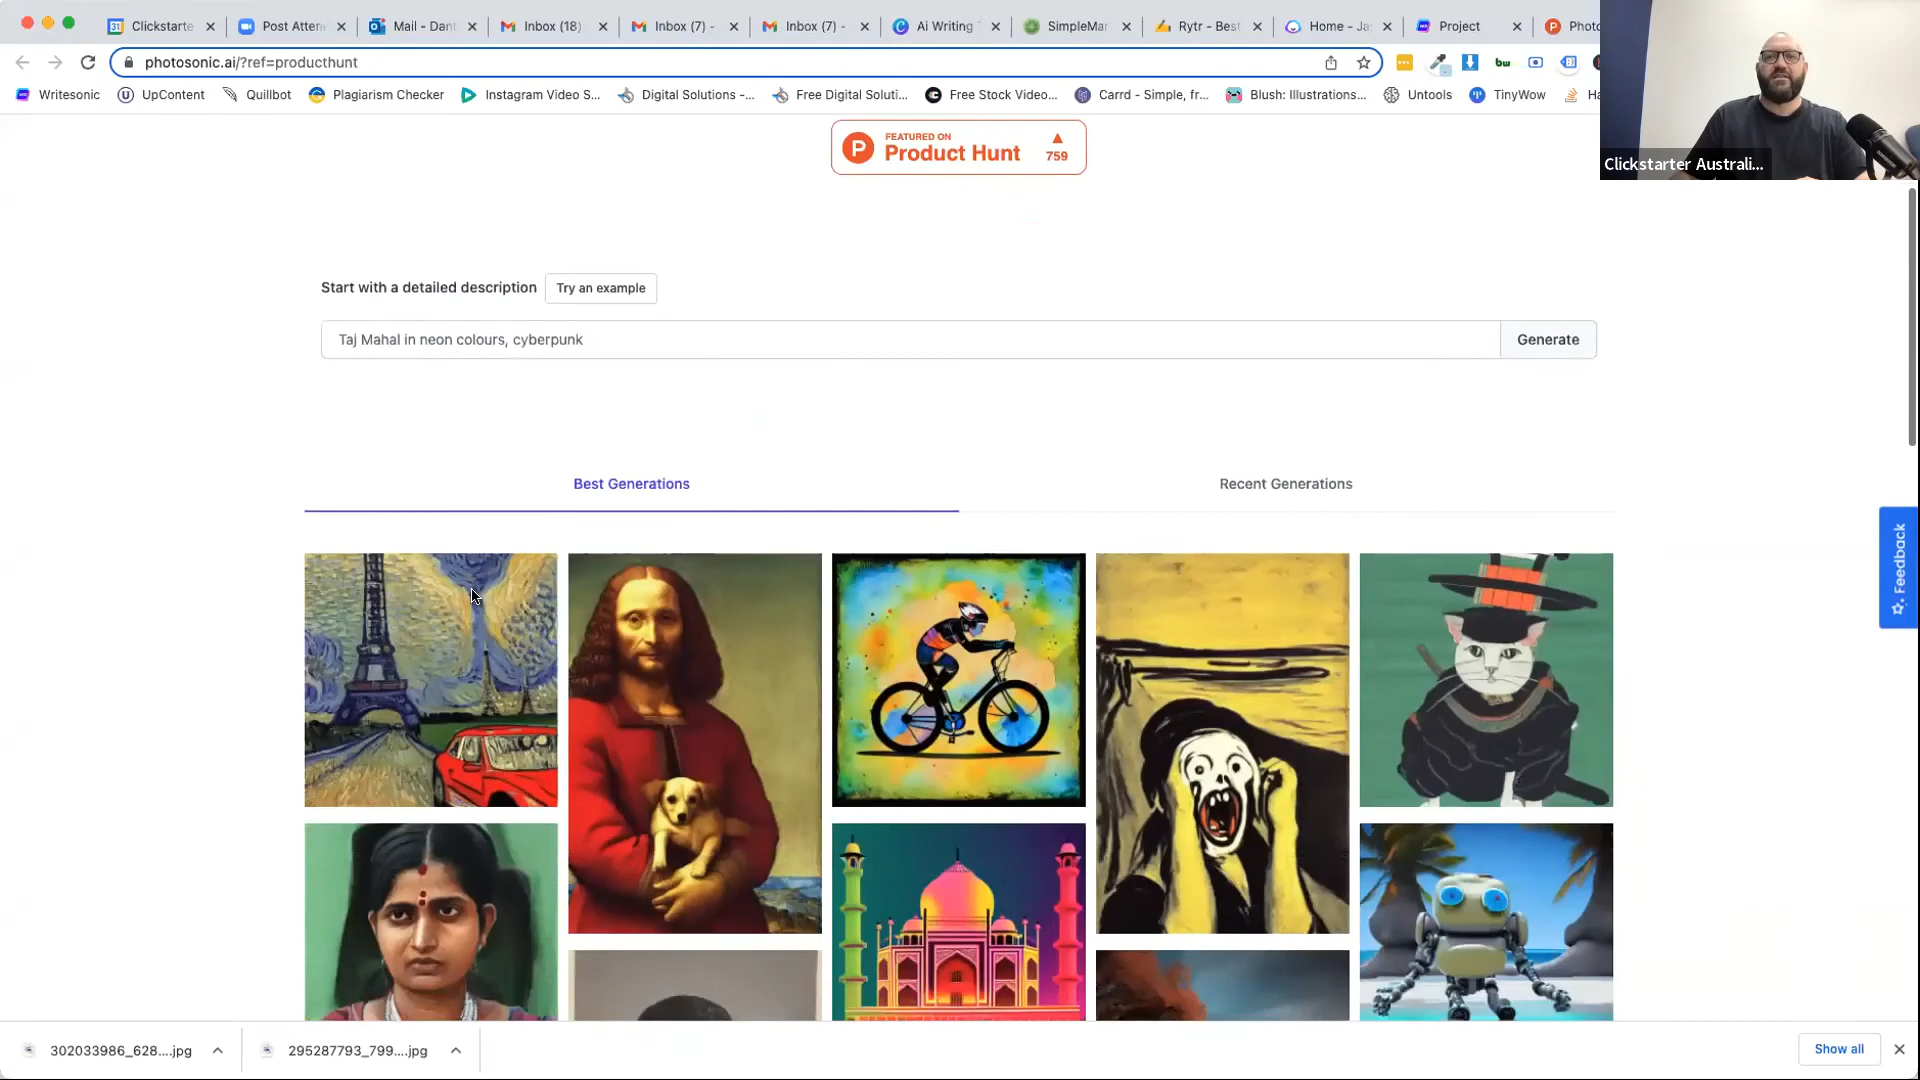 Clickstarte
Post Atten
Mail - Dant
Inbox (18)
Inbox (7) -
Inbox (7) -
Ai Writing
SimpleMar
Rytr - Best
Home - Ja
Project
Photo
photosonic.ai/?ref=producthunt
bw
Writesonic
UpContent
Quillbot
Plagiarism Checker
Instagram Video S...
Digital Solutions -...
Free Digital Soluti...
Free Stock Video...
Carrd - Simple, fr...
Blush: Illustrations...
Untools
TinyWow
Ha
Clickstarter Australi...
P
FEATURED ON
Product Hunt
759
Start with a detailed description
Try an example
Taj Mahal in neon colours, cyberpunk
Generate
Best Generations
Recent Generations
Feedback
302033986_628....jpg
295287793_799....jpg
Show all